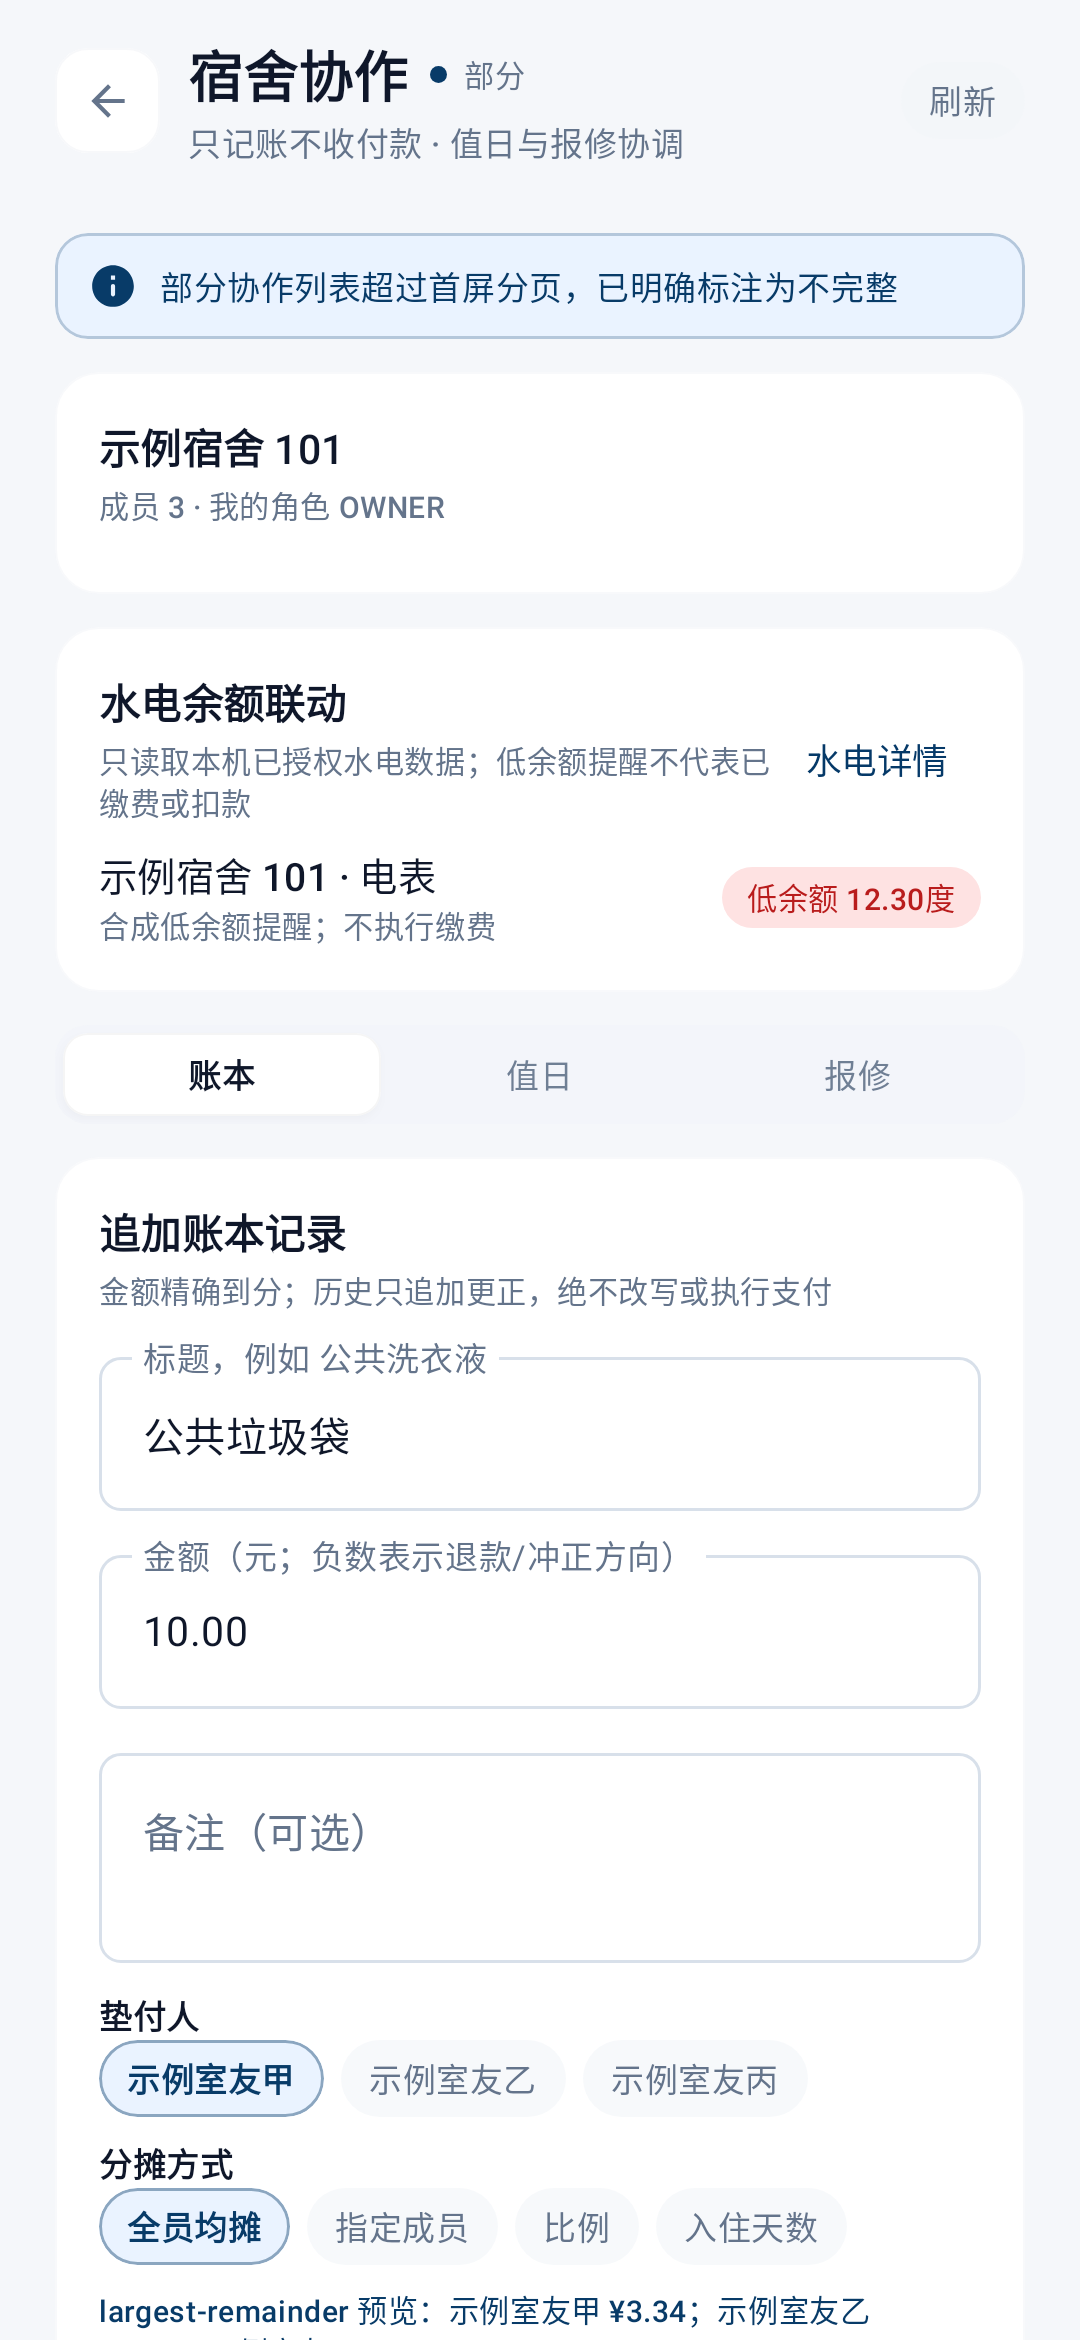 宿舍协作 • 部分
只记账不收付款 · 值日与报修协调
刷新
部分协作列表超过首屏分页，已明确标注为不完整
示例宿舍 101
成员 3 · 我的角色 OWNER
水电余额联动
只读取本机已授权水电数据；低余额提醒不代表已
缴费或扣款
水电详情
示例宿舍 101 · 电表
合成低余额提醒；不执行缴费
低余额 12.30度
账本
值日
报修
追加账本记录
金额精确到分；历史只追加更正，绝不改写或执行支付
标题，例如 公共洗衣液
公共垃圾袋
金额（元；负数表示退款/冲正方向）
10.00
备注（可选）
垫付人
示例室友甲
示例室友乙
示例室友丙
分摊方式
全员均摊
指定成员
比例
入住天数
largest-remainder 预览：示例室友甲 ¥3.34；示例室友乙